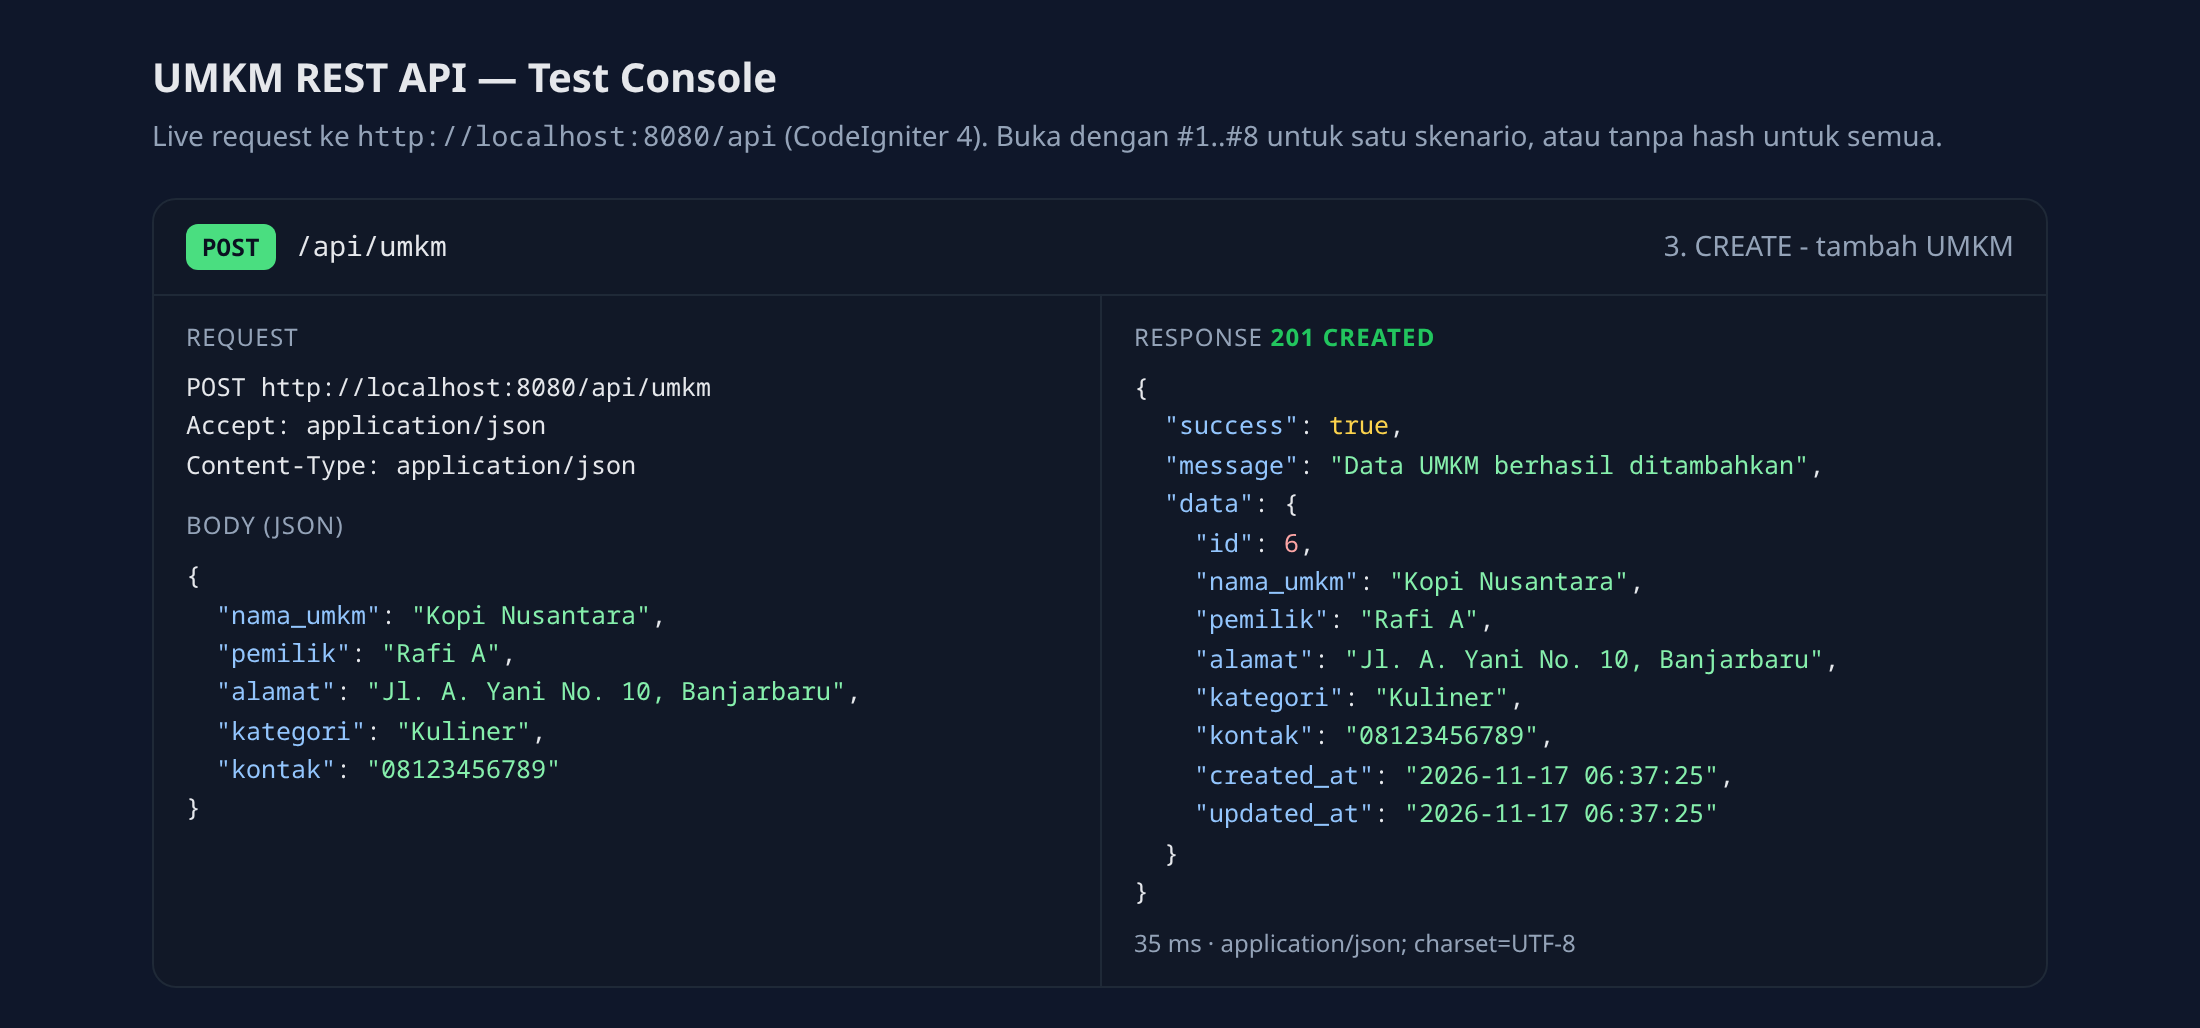 UMKM REST API — Test Console
Live request ke http://localhost:8080/api (CodeIgniter 4). Buka dengan #1..#8 untuk satu skenario, atau tanpa hash untuk semua.
POST /api/umkm
3. CREATE - tambah UMKM
REQUEST
POST http://localhost:8080/api/umkm
Accept: application/json
Content-Type: application/json
BODY (JSON)
{
  "nama_umkm": "Kopi Nusantara",
  "pemilik": "Rafi A",
  "alamat": "Jl. A. Yani No. 10, Banjarbaru",
  "kategori": "Kuliner",
  "kontak": "08123456789"
}
RESPONSE 201 CREATED
{
  "success": true,
  "message": "Data UMKM berhasil ditambahkan",
  "data": {
    "id": 6,
    "nama_umkm": "Kopi Nusantara",
    "pemilik": "Rafi A",
    "alamat": "Jl. A. Yani No. 10, Banjarbaru",
    "kategori": "Kuliner",
    "kontak": "08123456789",
    "created_at": "2026-11-17 06:37:25",
    "updated_at": "2026-11-17 06:37:25"
  }
}
35 ms · application/json; charset=UTF-8